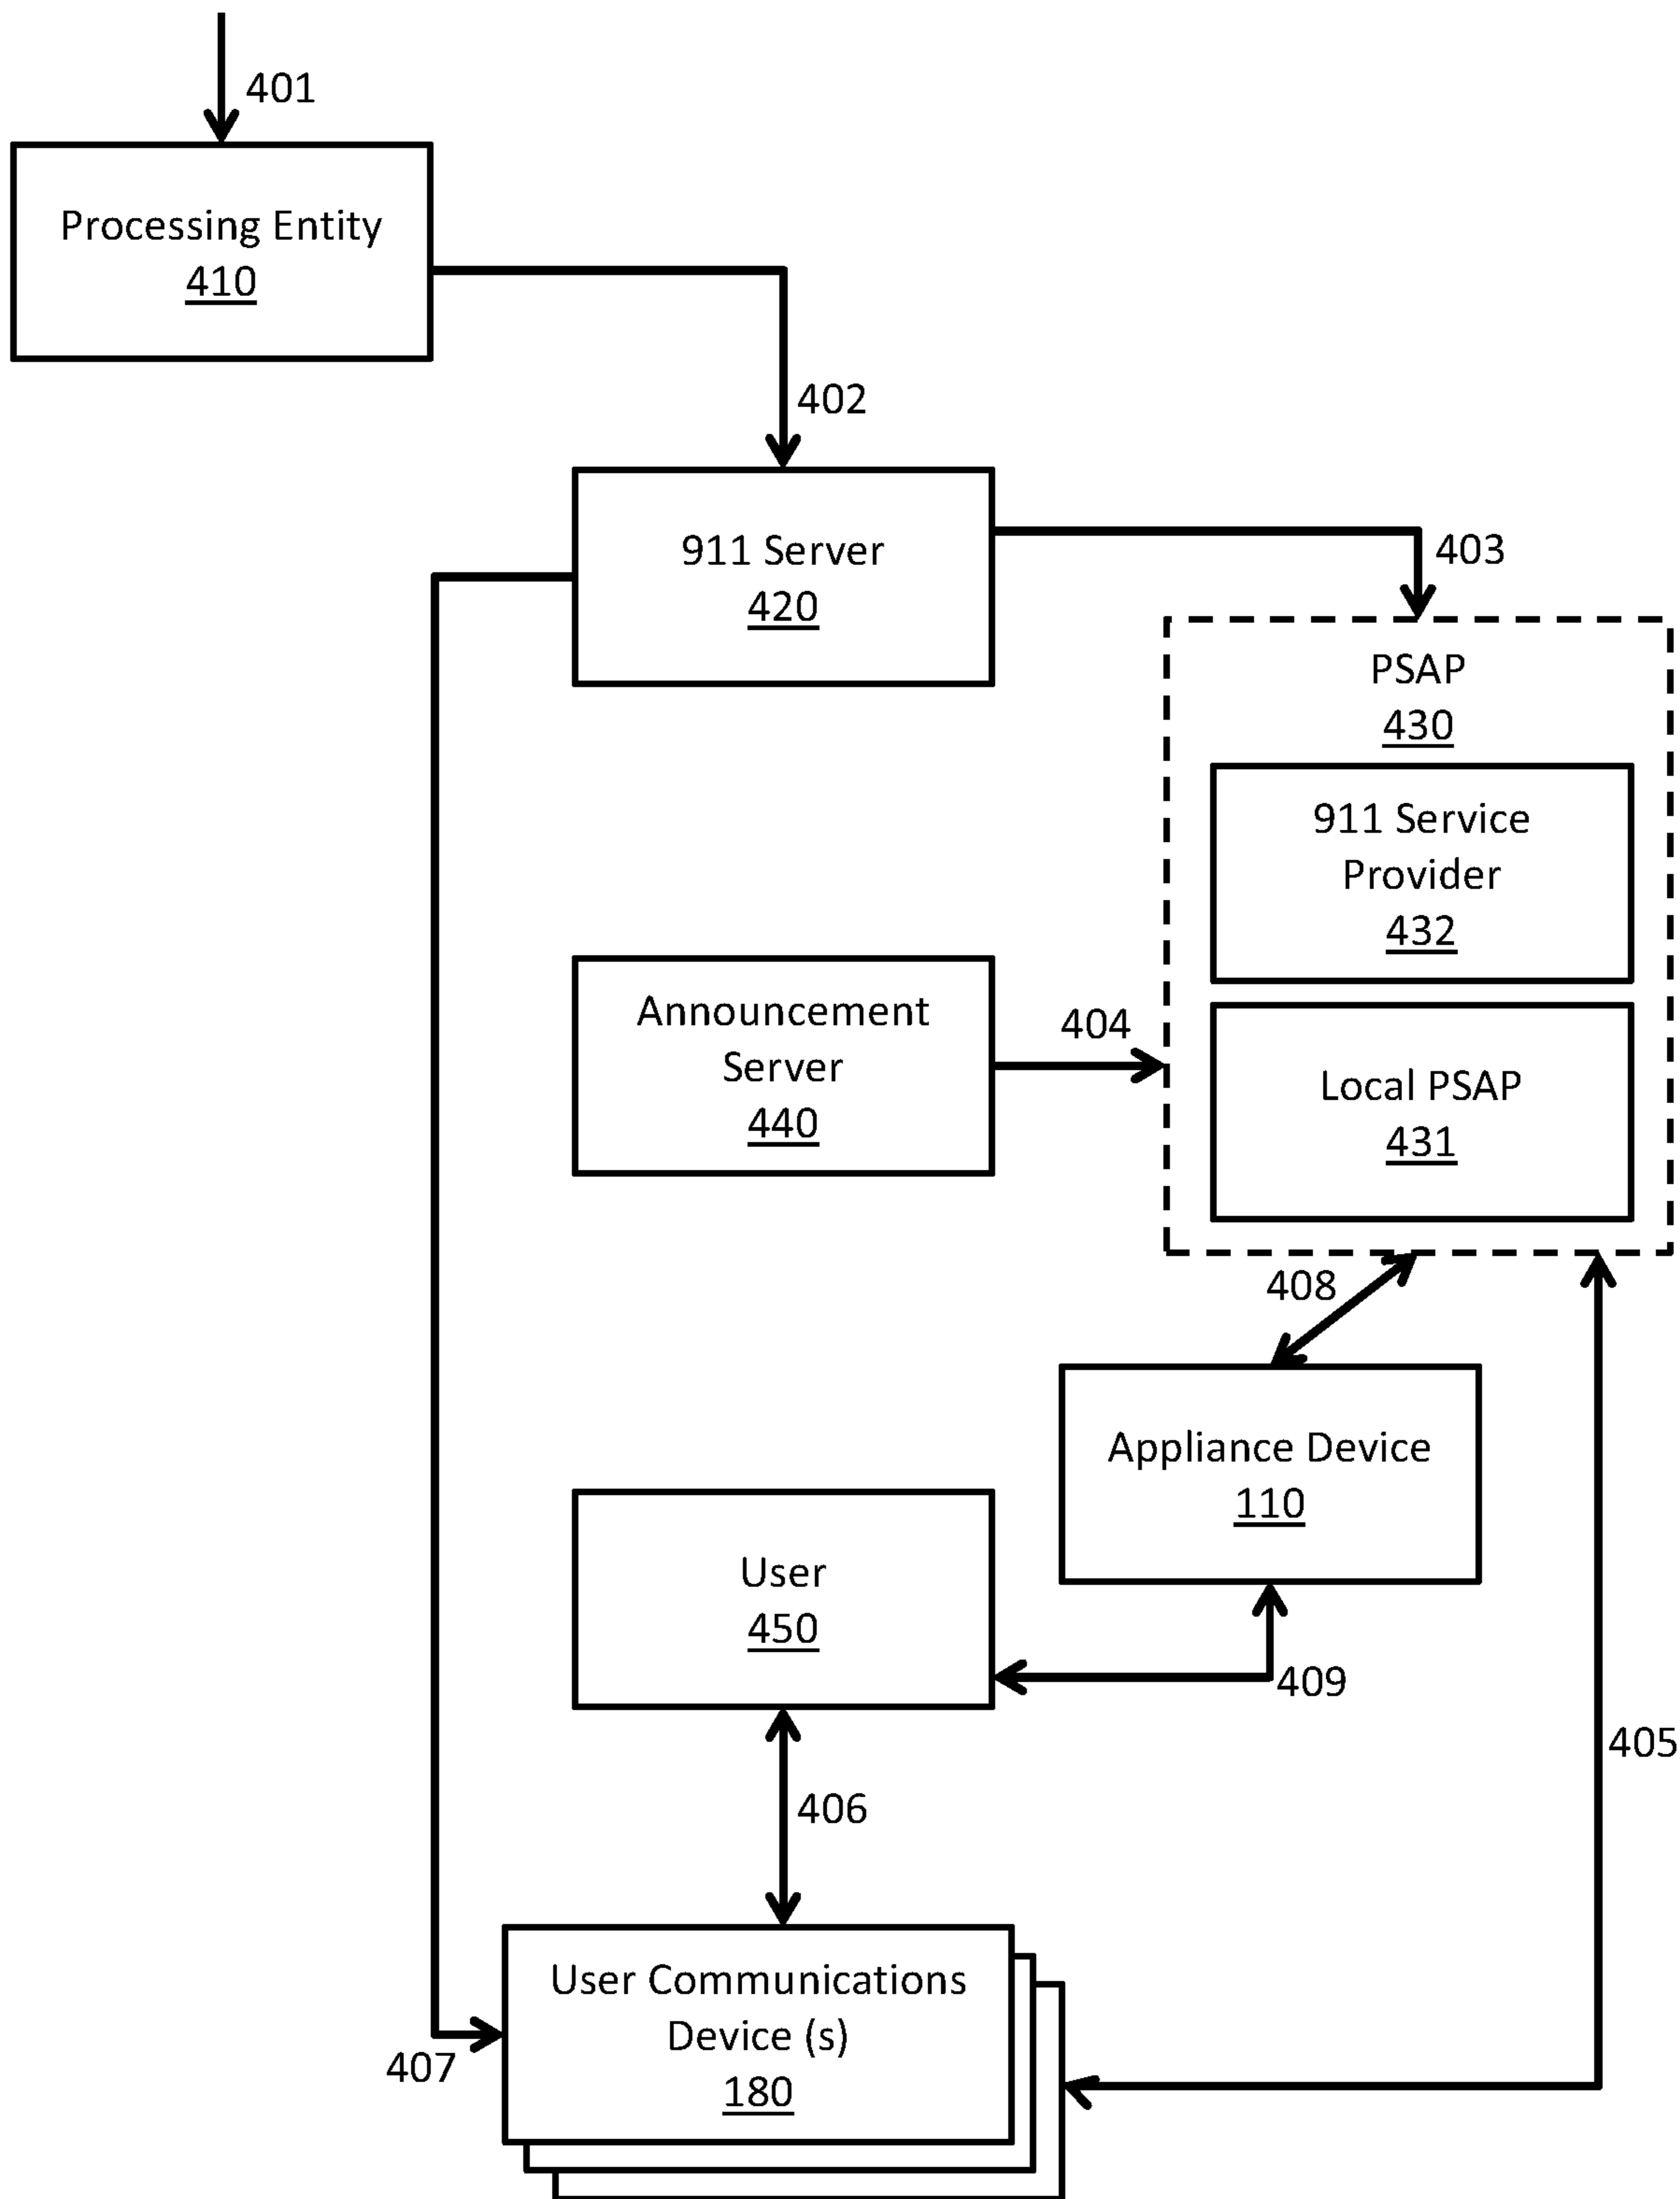 401
Processing Entity
410
402
911 Server
420
403
PSAP
430
911 Service
Provider
432
Announcement
Server
440
404
Local PSAP
431
408
Appliance Device
110
User
450
409
405
406
User Communications
Device (s)
180
407